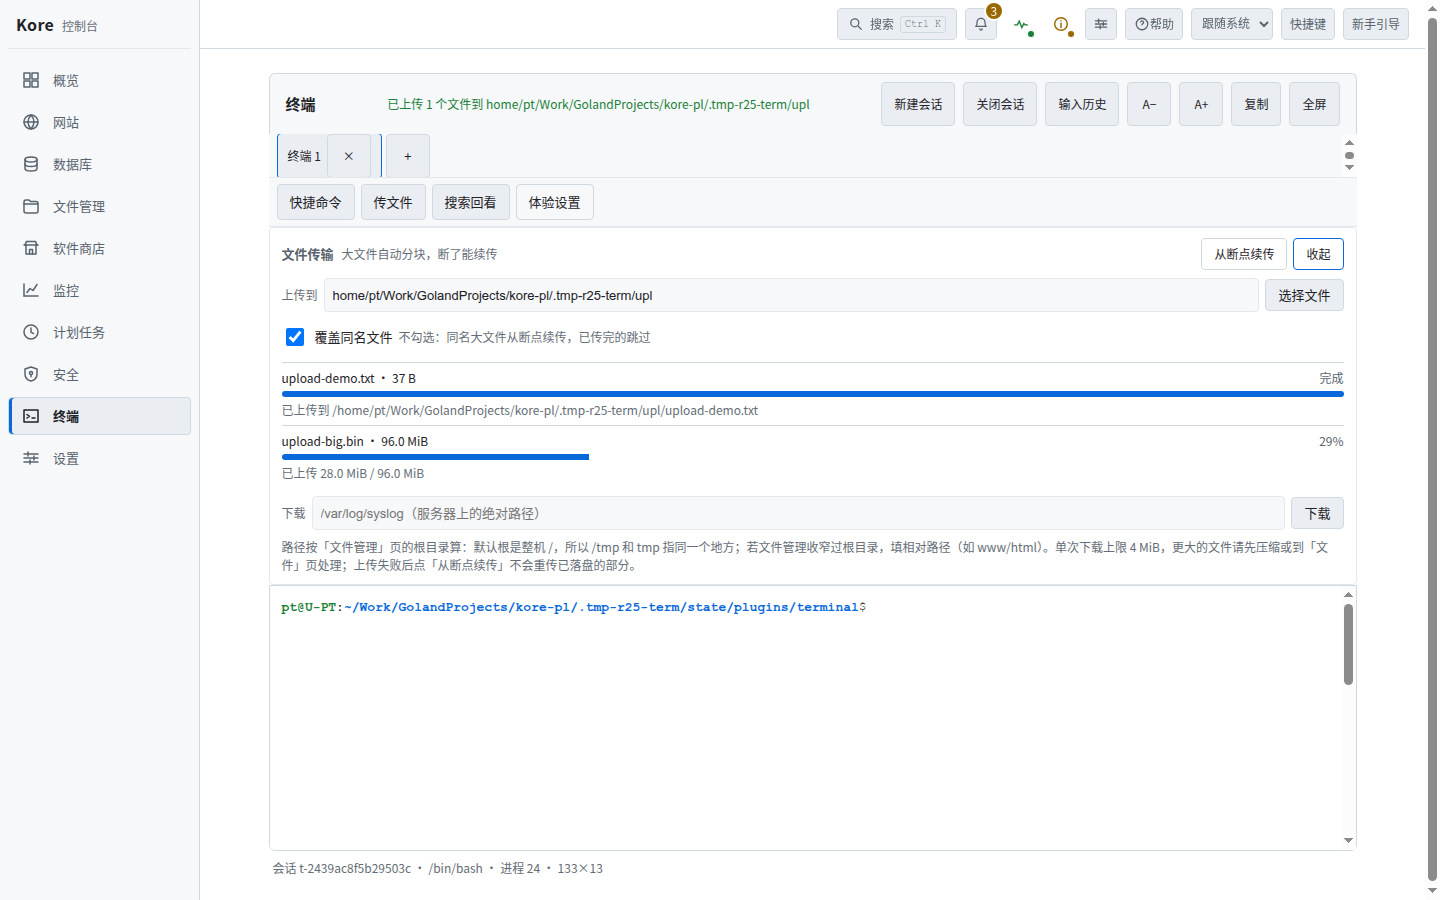 Kore 控制台
搜索 Ctrl K
3
帮助
跟随系统
快捷键
新手引导
概览
网站
数据库
文件管理
软件商店
监控
计划任务
安全
终端
设置
终端
已上传 1 个文件到 home/pt/Work/GolandProjects/kore-pl/.tmp-r25-term/upl
新建会话
关闭会话
输入历史
A−
A+
复制
全屏
终端 1
×
+
快捷命令
传文件
搜索回看
体验设置
文件传输 大文件自动分块，断了能续传
从断点续传
收起
上传到 home/pt/Work/GolandProjects/kore-pl/.tmp-r25-term/upl
选择文件
覆盖同名文件 不勾选：同名大文件从断点续传，已传完的跳过
upload-demo.txt · 37 B
完成
已上传到 /home/pt/Work/GolandProjects/kore-pl/.tmp-r25-term/upl/upload-demo.txt
upload-big.bin · 96.0 MiB
29%
已上传 28.0 MiB / 96.0 MiB
下载 /var/log/syslog（服务器上的绝对路径）
下载
路径按「文件管理」页的根目录算：默认根是整机 /，所以 /tmp 和 tmp 指同一个地方；若文件管理收窄过根目录，填相对路径（如 www/html）。单次下载上限 4 MiB，更大的文件请先压缩或到「文
件」页处理；上传失败后点「从断点续传」不会重传已落盘的部分。
pt@U-PT:~/Work/GolandProjects/kore-pl/.tmp-r25-term/state/plugins/terminal$
会话 t-2439ac8f5b29503c · /bin/bash · 进程 24 · 133×13